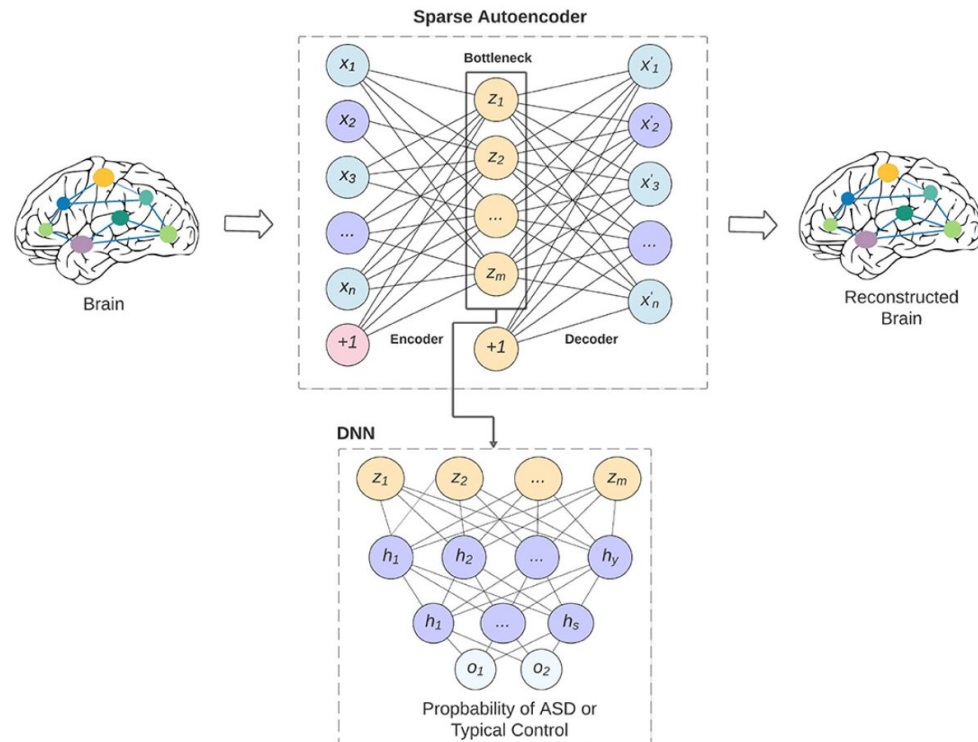 Sparse Autoencoder
Bottleneck
x1
x2
x3
...
xn
+1
z1
z2
...
zm
+1
x'1
x'2
x'3
...
x'n
Encoder
Decoder
Brain
Reconstructed
Brain
DNN
z1
z2
...
zm
h1
h2
...
hy
h1
...
hs
o1
o2
Propbability of ASD or
Typical Control